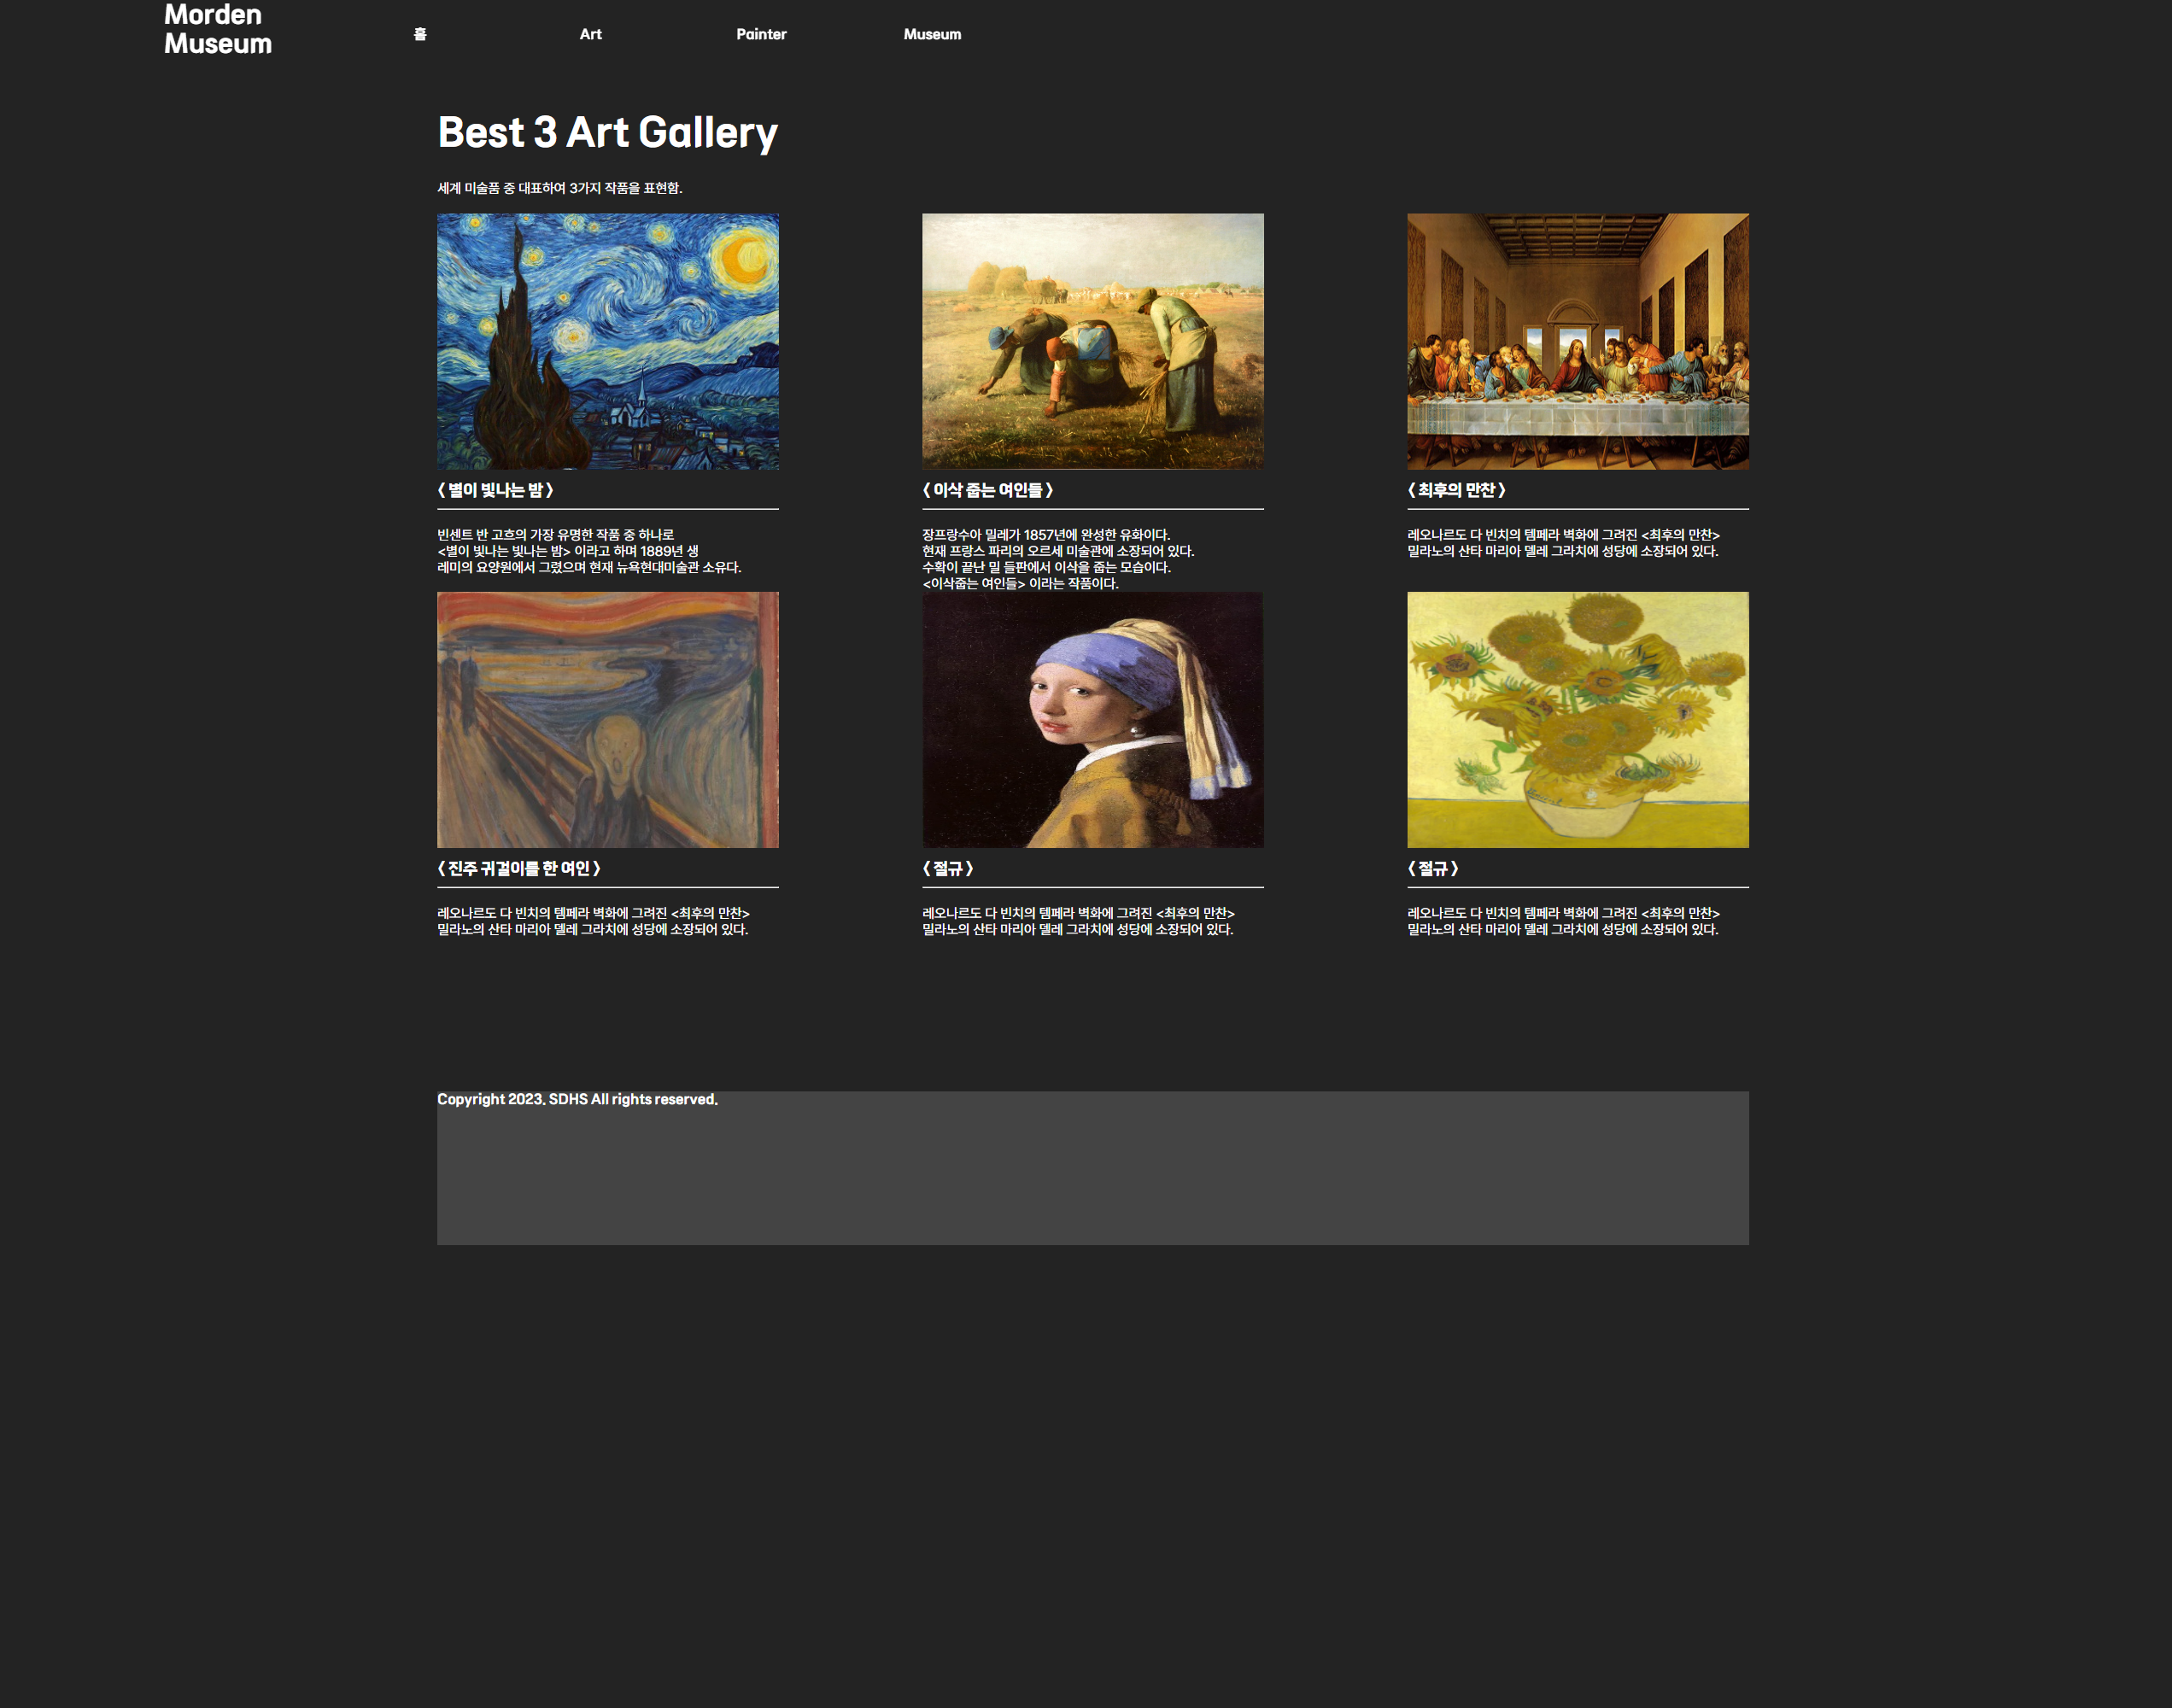 Morden
Museum
홈
Art
Painter
Museum
Best 3 Art Gallery
세계 미술품 중 대표하여 3가지 작품을 표현함.
< 별이 빛나는 밤 >
빈센트 반 고흐의 가장 유명한 작품 중 하나로
<별이 빛나는 빛나는 밤> 이라고 하며 1889년 생
레미의 요양원에서 그렸으며 현재 뉴욕현대미술관 소유다.
< 이삭 줍는 여인들 >
장프랑수아 밀레가 1857년에 완성한 유화이다.
현재 프랑스 파리의 오르세 미술관에 소장되어 있다.
수확이 끝난 밀 들판에서 이삭을 줍는 모습이다.
<이삭줍는 여인들> 이라는 작품이다.
< 최후의 만찬 >
레오나르도 다 빈치의 템페라 벽화에 그려진 <최후의 만찬>
밀라노의 산타 마리아 델레 그라치에 성당에 소장되어 있다.
< 진주 귀걸이를 한 여인 >
레오나르도 다 빈치의 템페라 벽화에 그려진 <최후의 만찬>
밀라노의 산타 마리아 델레 그라치에 성당에 소장되어 있다.
< 절규 >
레오나르도 다 빈치의 템페라 벽화에 그려진 <최후의 만찬>
밀라노의 산타 마리아 델레 그라치에 성당에 소장되어 있다.
< 절규 >
레오나르도 다 빈치의 템페라 벽화에 그려진 <최후의 만찬>
밀라노의 산타 마리아 델레 그라치에 성당에 소장되어 있다.
Copyright 2023. SDHS All rights reserved.